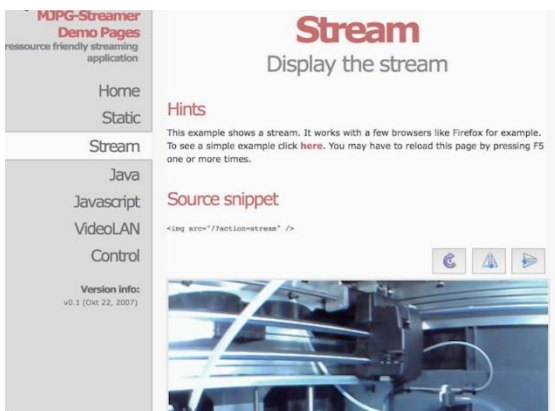 MJPG-Streamer
Demo Pages
ressource friendly streaming
application
Home
Static
Stream
Java
Javascript
VideoLAN
Control
Version info:
v0.1 (Okt 22, 2007)
Stream
Display the stream
Hints
This example shows a stream. It works with a few browsers like Firefox for example.
To see a simple example click here. You may have to reload this page by pressing F5
one or more times.
Source snippet
<img src="/?action=stream" />